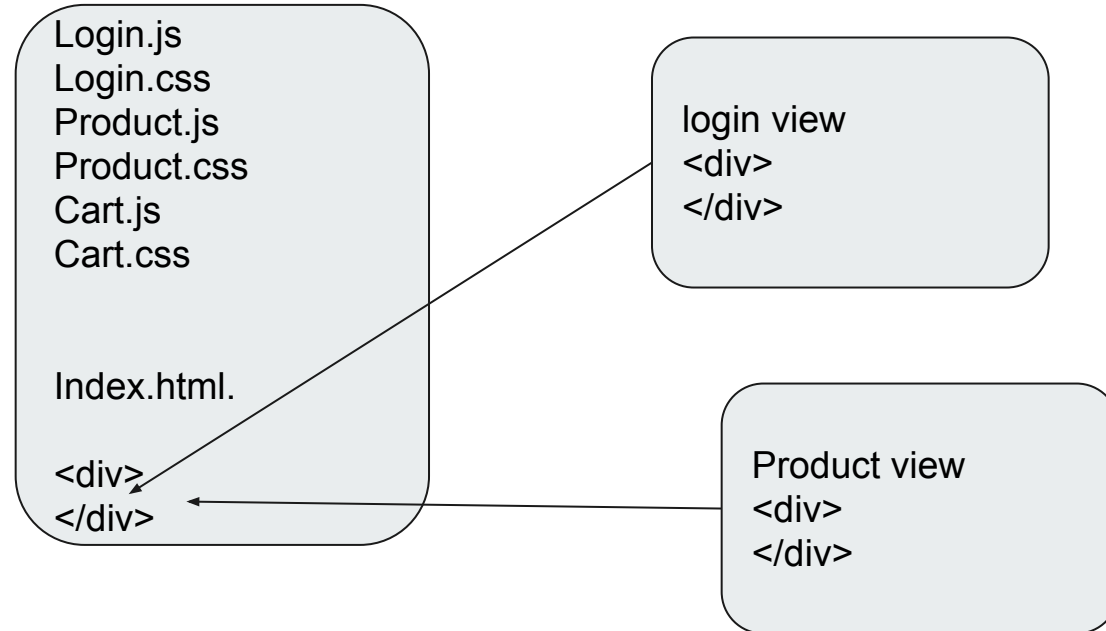 Login.js
Login.css
Product.js
Product.css
Cart.js
Cart.css
Index.html.
<div>
</div>
login view
<div>
</div>
Product view
<div>
</div>